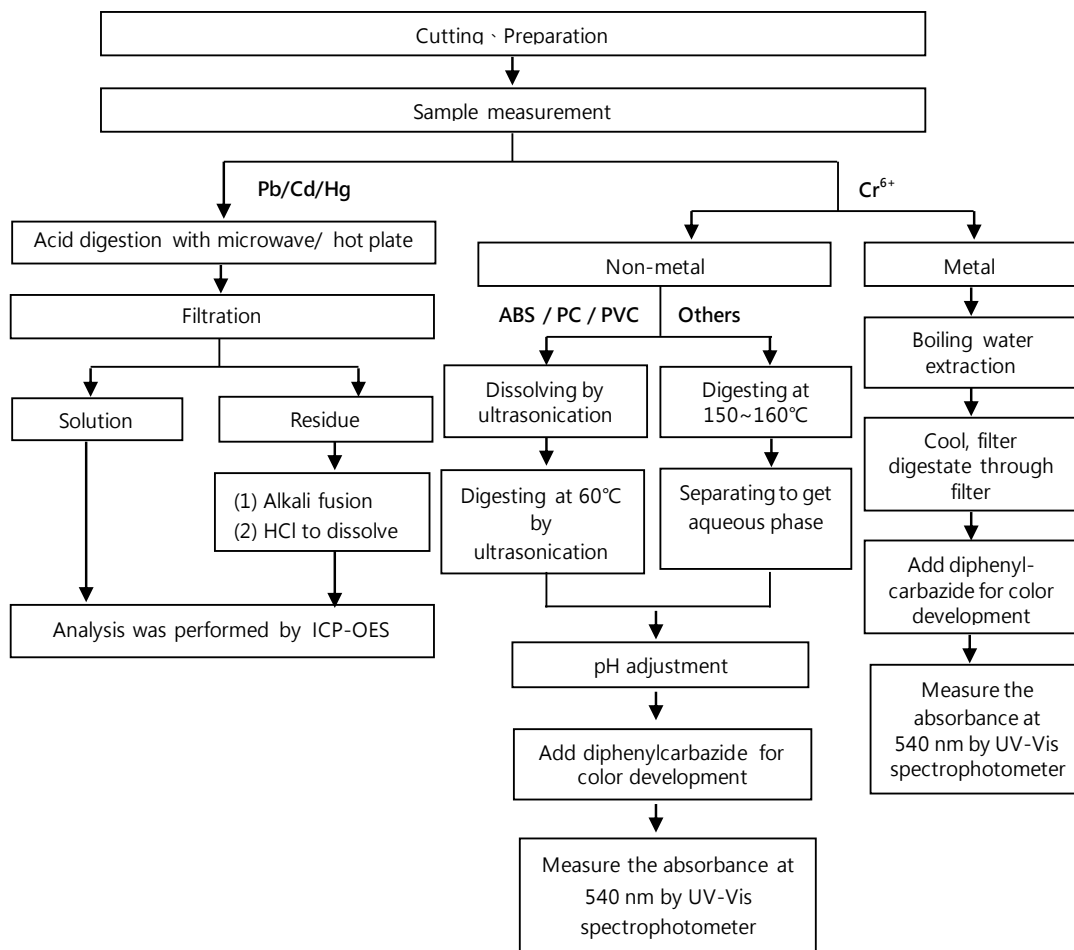 Cutting、Preparation
Sample measurement
Pb/Cd/Hg
Cr⁶⁺
Acid digestion with microwave/ hot plate
Filtration
Solution
Residue
(1) Alkali fusion
(2) HCl to dissolve
Analysis was performed by ICP-OES
Non-metal
Metal
ABS / PC / PVC
Others
Dissolving by
ultrasonication
Digesting at
150~160℃
Digesting at 60℃
by
ultrasonication
Separating to get
aqueous phase
pH adjustment
Add diphenylcarbazide for
color development
Measure the absorbance at
540 nm by UV-Vis
spectrophotometer
Boiling water
extraction
Cool, filter
digestate through
filter
Add diphenyl-
carbazide for color
development
Measure the
absorbance at
540 nm by UV-Vis
spectrophotometer